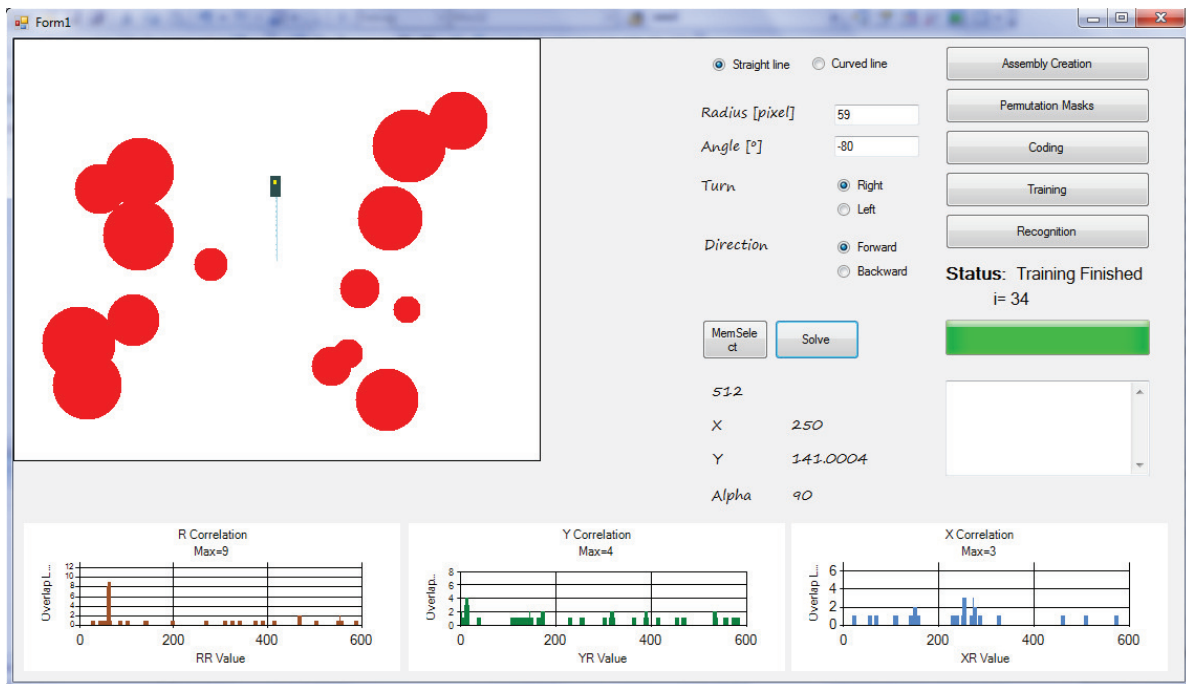 Form1
Straight line
Curved line
Assembly Creation
Radius [pixel]
59
Permutation Masks
Angle [º]
-80
Coding
Turn
Right
Training
Left
Recognition
Direction
Forward
Backward
Status: Training Finished
i= 34
MemSele
ct
Solve
512
X 250
Y 141.0004
Alpha 90
R Correlation
Max=9
Overlap L...
12
10
8
6
4
2
0
0 200 400 600
RR Value
Y Correlation
Max=4
Overlap..
8
6
4
2
0
0 200 400 600
YR Value
X Correlation
Max=3
Overlap L...
6
4
2
0
0 200 400 600
XR Value